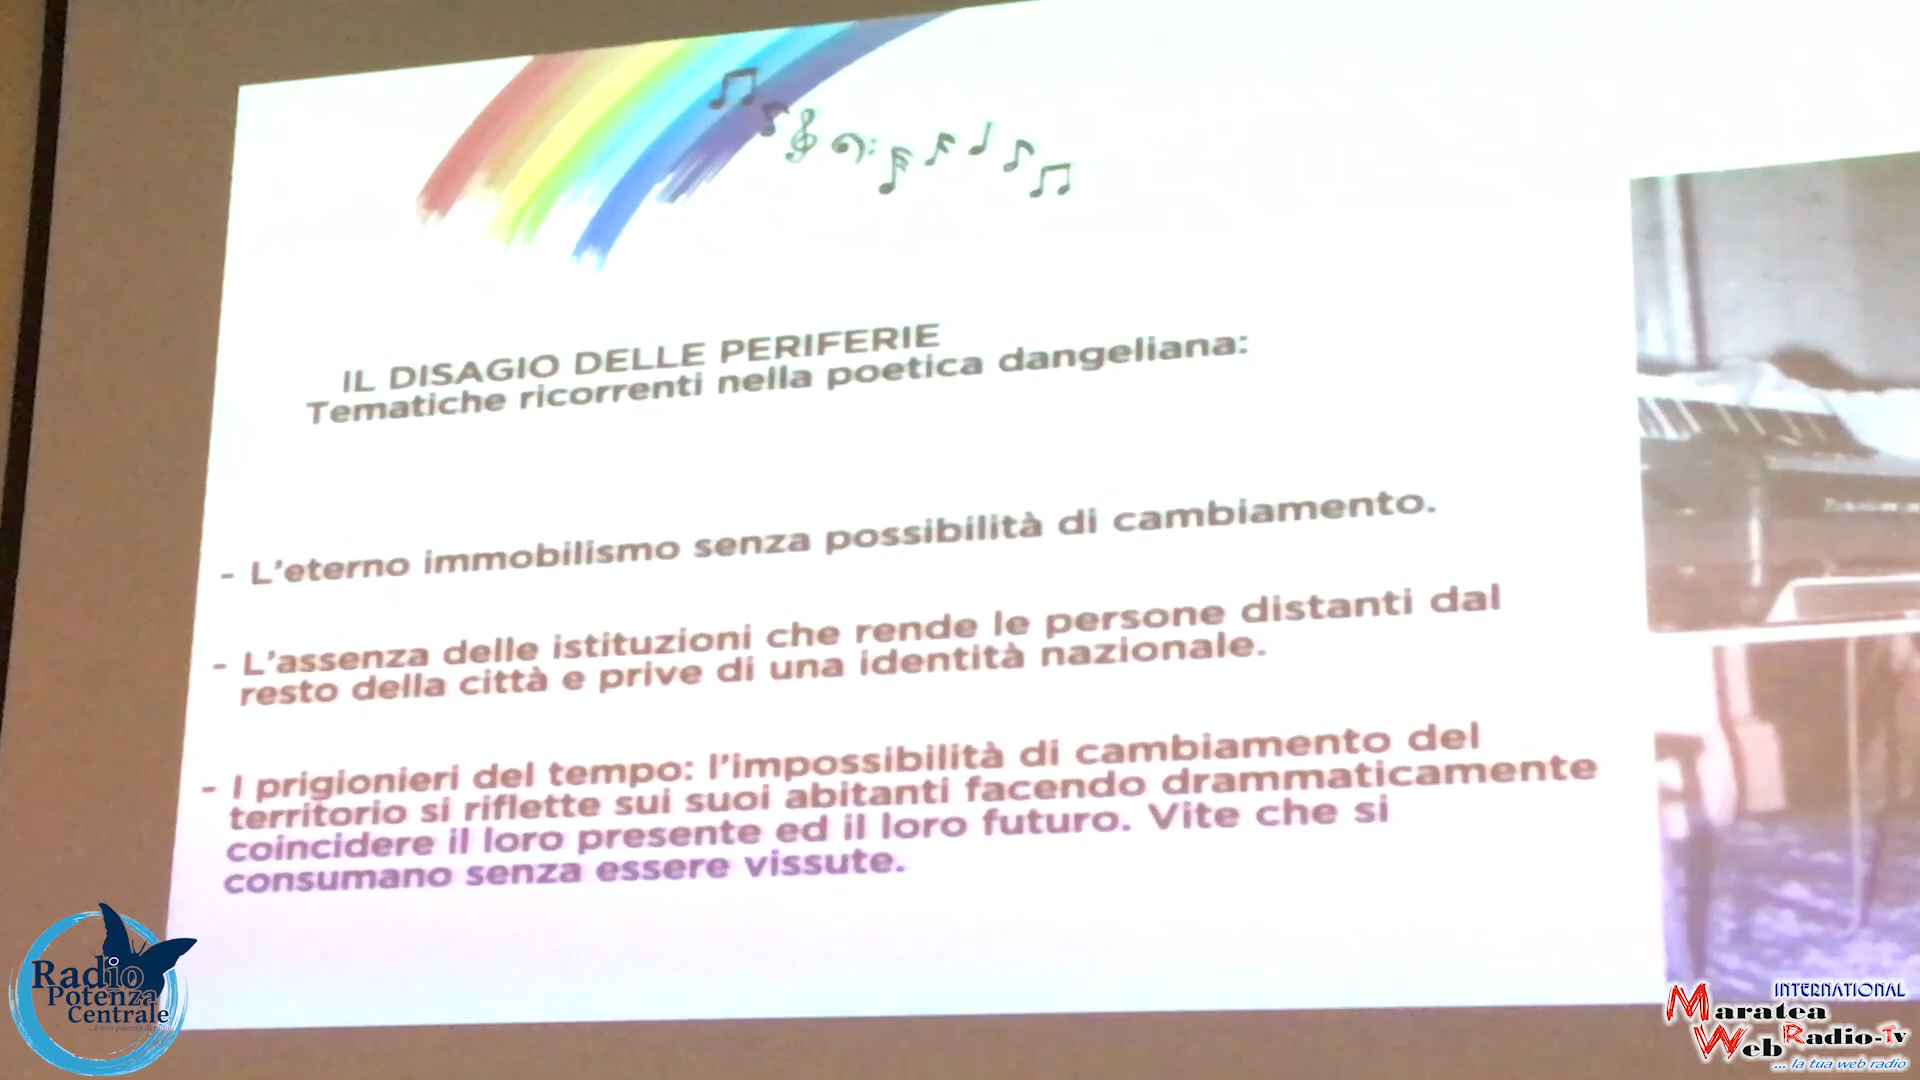 IL DISAGIO DELLE PERIFERIE
Tematiche ricorrenti nella poetica dangeliana:
- L'eterno immobilismo senza possibilità di cambiamento.
- L'assenza delle istituzioni che rende le persone distanti dal
resto della città e prive di una identità nazionale.
- I prigionieri del tempo: l'impossibilità di cambiamento del
territorio si riflette sui suoi abitanti facendo drammaticamente
coincidere il loro presente ed il loro futuro. Vite che si
consumano senza essere vissute.
Radio
Potenza
Centrale
INTERNATIONAL
Maratea
Web Radio-Tv
... la tua web radio